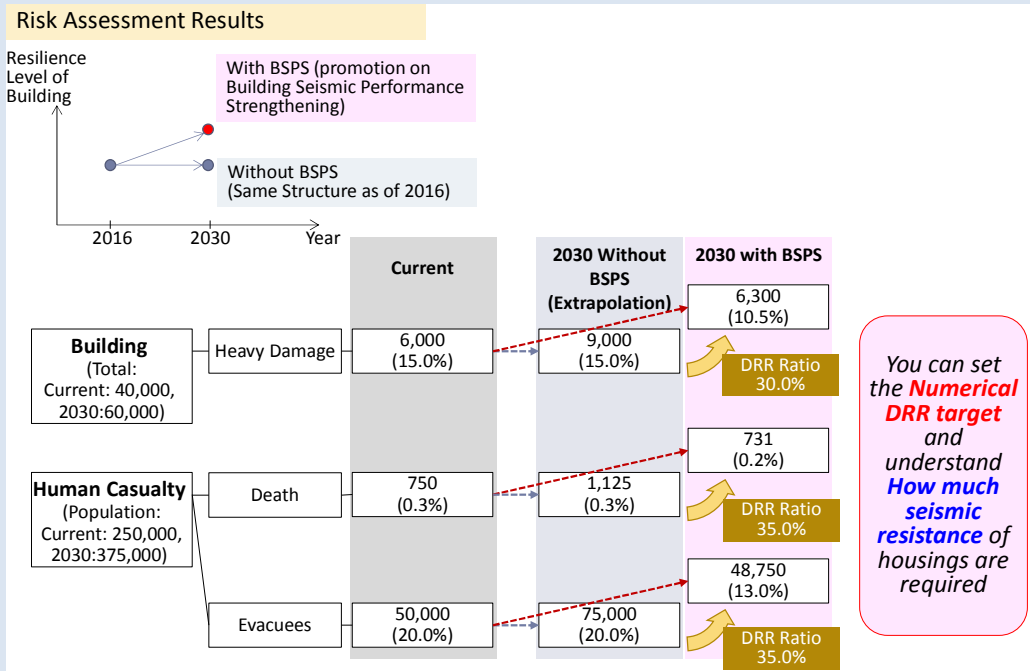 Risk Assessment Results
Resilience
Level of
Building
With BSPS (promotion on
Building Seismic Performance
Strengthening)
Without BSPS
(Same Structure as of 2016)
2016
2030
Year
Current
2030 Without
BSPS
(Extrapolation)
2030 with BSPS
Building
(Total:
Current: 40,000,
2030:60,000)
Heavy Damage
6,000
(15.0%)
9,000
(15.0%)
6,300
(10.5%)
DRR Ratio
30.0%
Human Casualty
(Population:
Current: 250,000,
2030:375,000)
Death
750
(0.3%)
1,125
(0.3%)
731
(0.2%)
DRR Ratio
35.0%
Evacuees
50,000
(20.0%)
75,000
(20.0%)
48,750
(13.0%)
DRR Ratio
35.0%
You can set
the Numerical
DRR target
and
understand
How much
seismic
resistance of
housings are
required